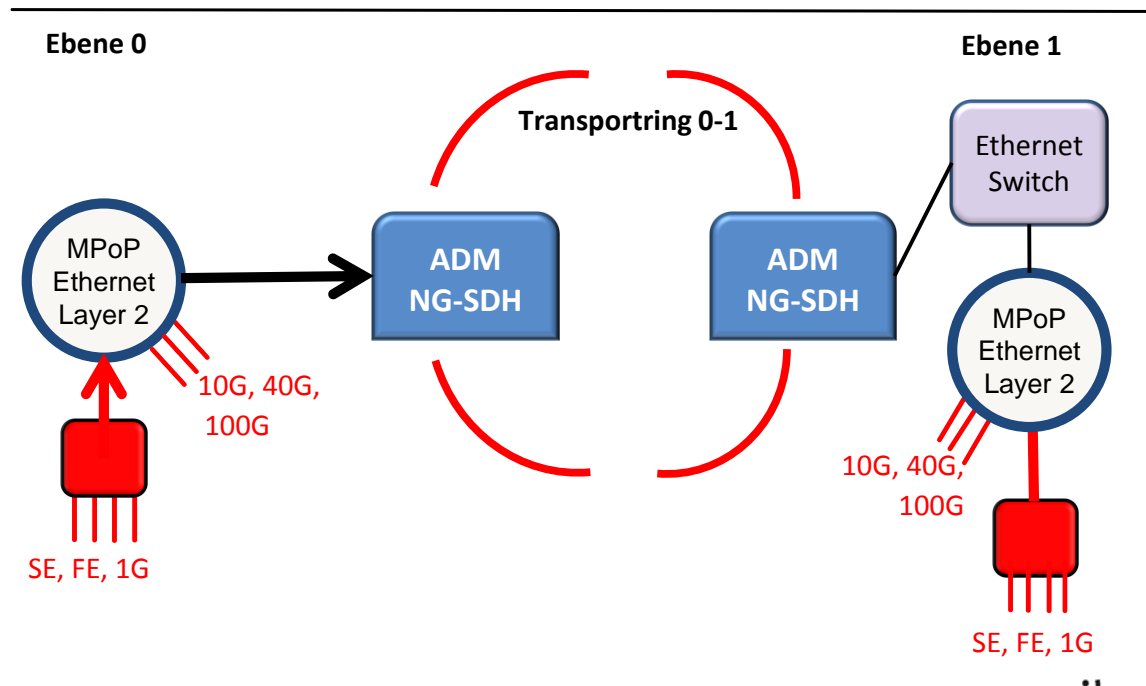 Ebene 0
Ebene 1
Transportring 0-1
Ethernet
Switch
MPoP
Ethernet
Layer 2
ADM
NG-SDH
ADM
NG-SDH
MPoP
Ethernet
Layer 2
10G, 40G,
100G
10G, 40G,
100G
SE, FE, 1G
SE, FE, 1G